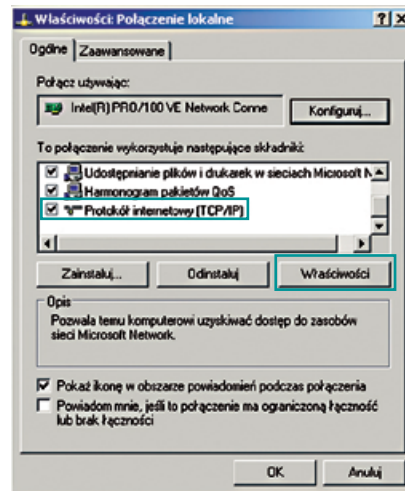 Właściwości: Połączenie lokalne
Ogólne
Zaawansowane
Połącz używając:
Intel(R) PRO/100 VE Network Conne
Konfiguruj...
To połączenie wykorzystuje następujące składniki:
Udostępnianie plików i drukarek w sieciach Microsoft N
Harmonogram pakietów QoS
Protokół internetowy (TCP/IP)
Zainstaluj...
Odinstaluj
Właściwości
Opis
Pozwala temu komputerowi uzyskiwać dostęp do zasobów
sieci Microsoft Network.
Pokaż ikonę w obszarze powiadomień podczas połączenia
Powiadom mnie, jeśli to połączenie ma ograniczoną łączność
lub brak łączności
OK
Anuluj